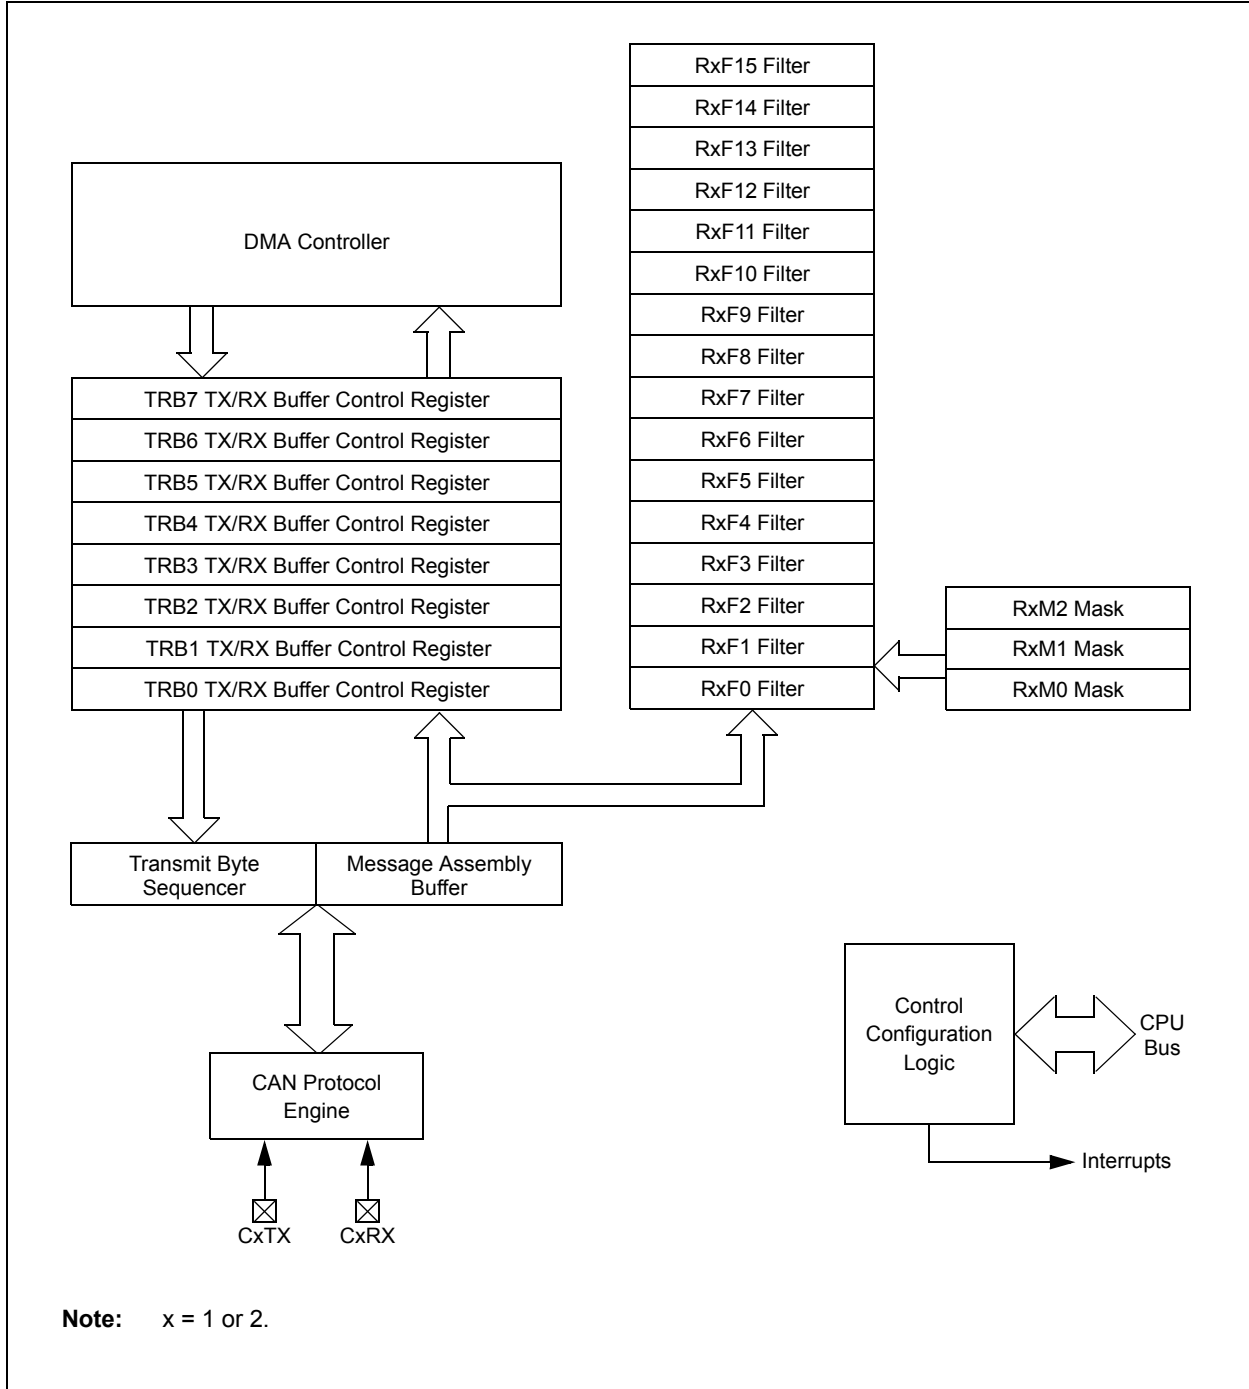 RxF15 Filter
RxF14 Filter
RxF13 Filter
RxF12 Filter
RxF11 Filter
RxF10 Filter
RxF9 Filter
RxF8 Filter
RxF7 Filter
RxF6 Filter
RxF5 Filter
RxF4 Filter
RxF3 Filter
RxF2 Filter
RxF1 Filter
RxF0 Filter
DMA Controller
TRB7 TX/RX Buffer Control Register
TRB6 TX/RX Buffer Control Register
TRB5 TX/RX Buffer Control Register
TRB4 TX/RX Buffer Control Register
TRB3 TX/RX Buffer Control Register
TRB2 TX/RX Buffer Control Register
TRB1 TX/RX Buffer Control Register
TRB0 TX/RX Buffer Control Register
RxM2 Mask
RxM1 Mask
RxM0 Mask
Transmit Byte
Sequencer
Message Assembly
Buffer
Control
Configuration
Logic
CPU
Bus
CAN Protocol
Engine
Interrupts
CxTX
CxRX
Note: x = 1 or 2.